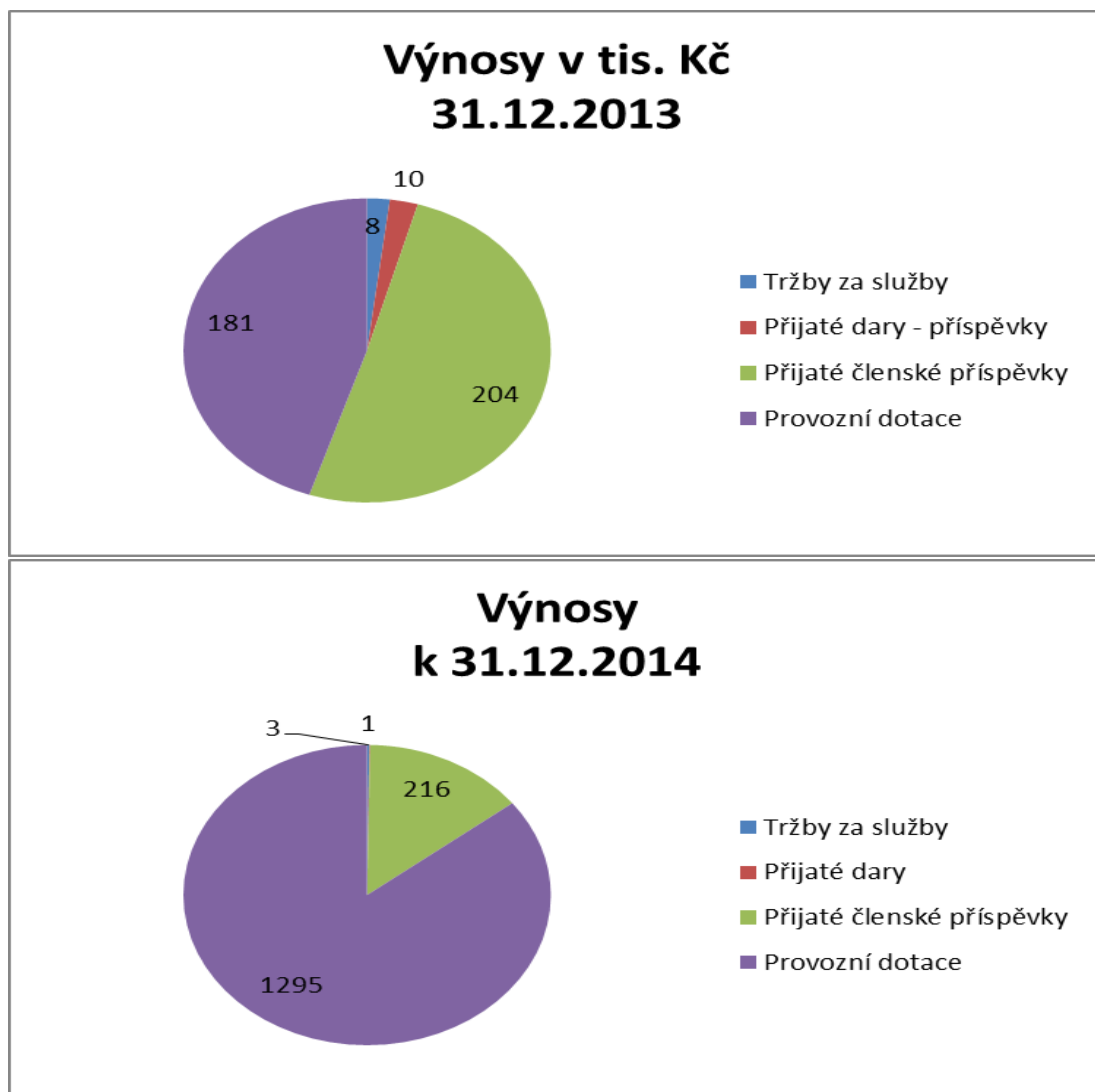 Výnosy v tis. Kč
31.12.2013
10
8
181
204
Tržby za služby
Přijaté dary - příspěvky
Přijaté členské příspěvky
Provozní dotace
Výnosy
k 31.12.2014
3
1
216
1295
Tržby za služby
Přijaté dary
Přijaté členské příspěvky
Provozní dotace